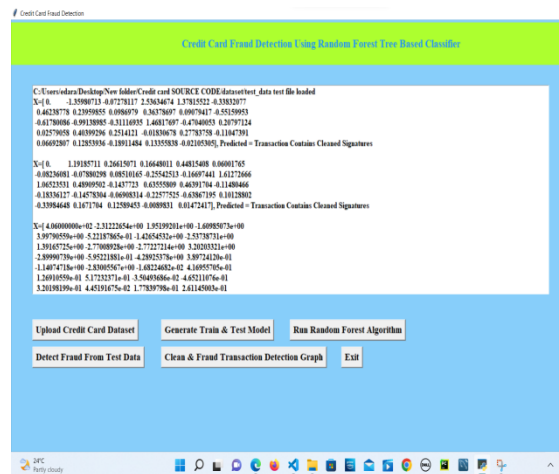 Credit Card Fraud Detection
Credit Card Fraud Detection Using Random Forest Tree Based Classifier
C:/Users/edara/Desktop/New folder/Credit card SOURCE CODE/dataset/test_data test file loaded
X=[ 0. -1.35980713 -0.07278117 2.53634674 1.37815522 -0.33832077
0.46238778 0.23959855 0.0986979 0.36378697 0.09079417 -0.55159953
-0.61780086 -0.99138985 -0.31116935 1.46817697 -0.47040053 0.20797124
0.02579058 0.40399296 0.2514121 -0.01830678 0.27783758 -0.11047391
0.06692807 0.12853936 -0.18911484 0.13355838 -0.02105305], Predicted = Transaction Contains Cleaned Signatures
X=[ 0. 1.19185711 0.26615071 0.16648011 0.44815408 0.06001765
-0.08236081 -0.07880298 0.08510165 -0.25542513 -0.16697441 1.61272666
1.06523531 0.48909502 -0.1437723 0.63555809 0.46391704 -0.11480466
-0.18336127 -0.14578304 -0.06908314 -0.22577525 -0.63867195 0.10128802
-0.33984648 0.1671704 0.12589453 -0.0089831 0.01472417], Predicted = Transaction Contains Cleaned Signatures
X=[ 4.06000000e+02 -2.31222654e+00 1.95199201e+00 -1.60985073e+00
3.99790559e+00 -5.22187865e-01 -1.42654532e+00 -2.53738731e+00
1.39165725e+00 -2.77008928e+00 -2.77227214e+00 3.20203321e+00
-2.89990739e+00 -5.95221881e-01 -4.28925378e+00 3.89724120e-01
-1.14074718e+00 -2.83005567e+00 -1.68224682e-02 4.16955705e-01
1.26910559e-01 5.17232371e-01 -3.50493686e-02 -4.65211076e-01
3.20198199e-01 4.45191675e-02 1.77839798e-01 2.61145003e-01
Upload Credit Card Dataset
Generate Train & Test Model
Run Random Forest Algorithm
Detect Fraud From Test Data
Clean & Fraud Transaction Detection Graph
Exit
24°C
Partly cloudy